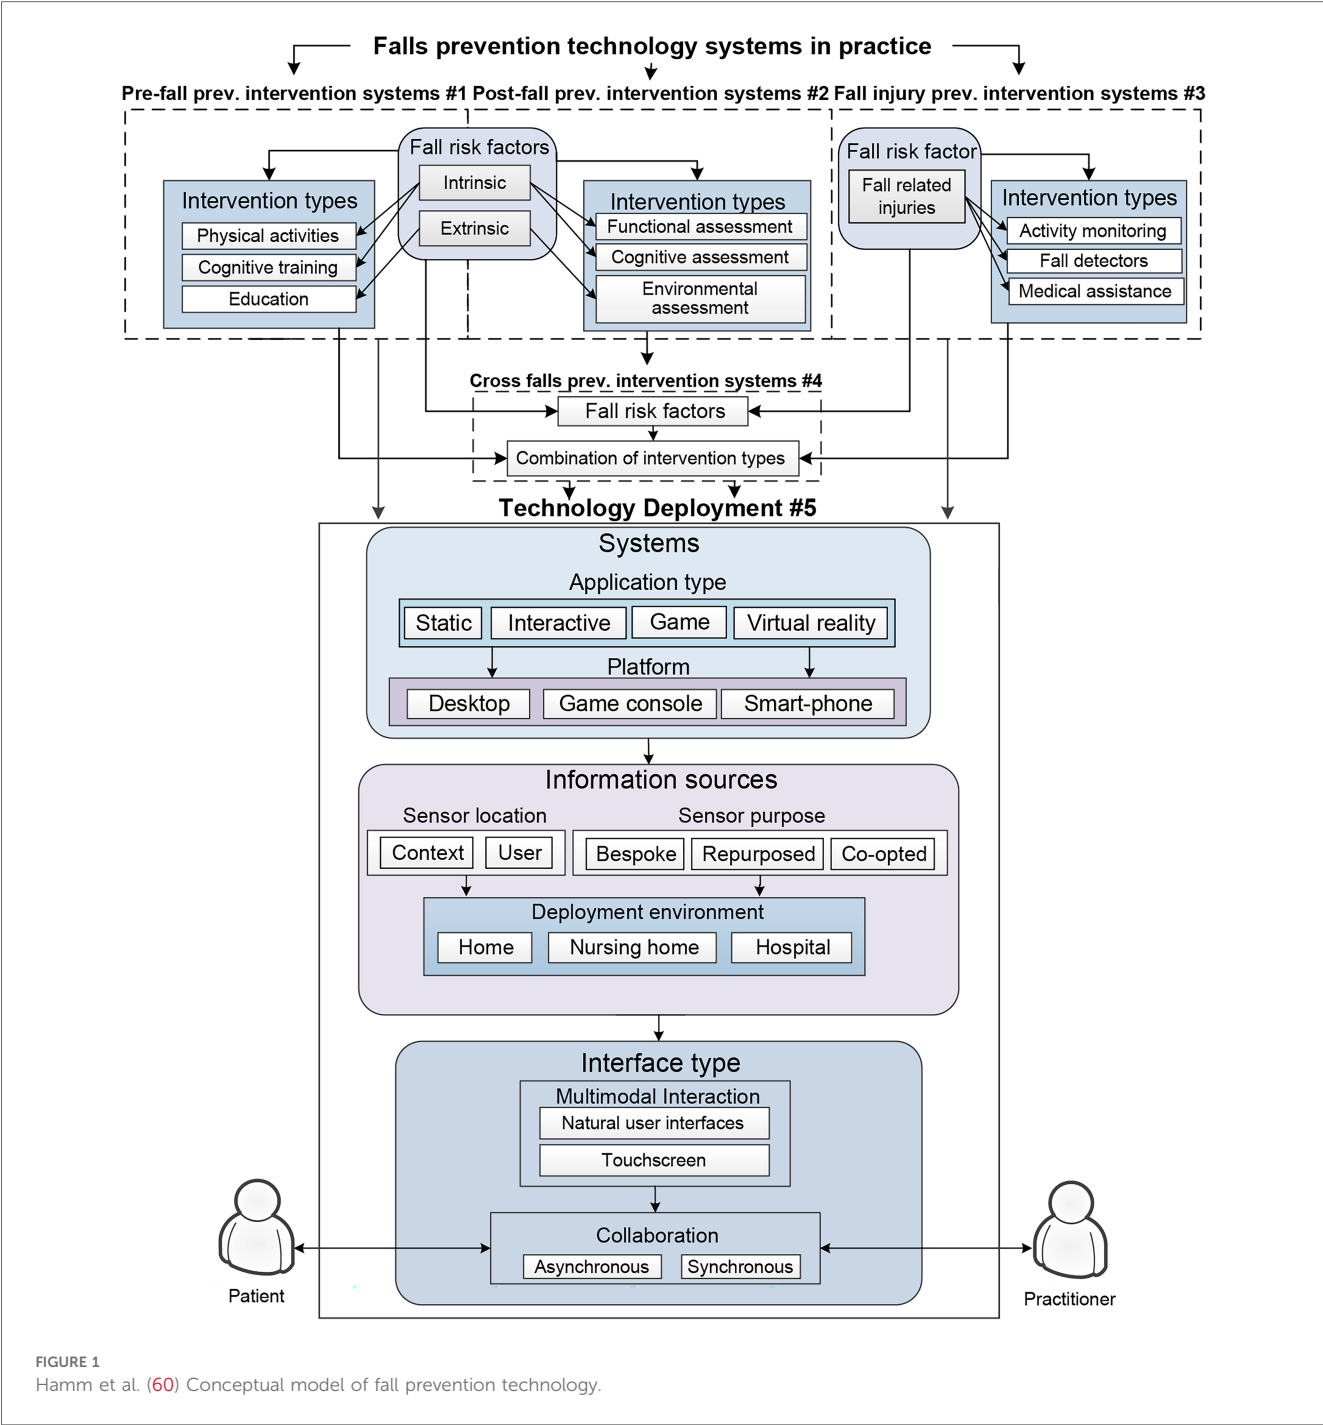 Falls prevention technology systems in practice
Pre-fall prev. intervention systems #1
Post-fall prev. intervention systems #2
Fall injury prev. intervention systems #3
Fall risk factors
Intrinsic
Extrinsic
Intervention types
Physical activities
Cognitive training
Education
Intervention types
Functional assessment
Cognitive assessment
Environmental
assessment
Fall risk factor
Fall related
injuries
Intervention types
Activity monitoring
Fall detectors
Medical assistance
Cross falls prev. intervention systems #4
Fall risk factors
Combination of intervention types
Technology Deployment #5
Systems
Application type
Static
Interactive
Game
Virtual reality
Platform
Desktop
Game console
Smart-phone
Information sources
Sensor location
Context
User
Sensor purpose
Bespoke
Repurposed
Co-opted
Deployment environment
Home
Nursing home
Hospital
Interface type
Multimodal Interaction
Natural user interfaces
Touchscreen
Collaboration
Asynchronous
Synchronous
Patient
Practitioner
FIGURE 1
Hamm et al. (60) Conceptual model of fall prevention technology.